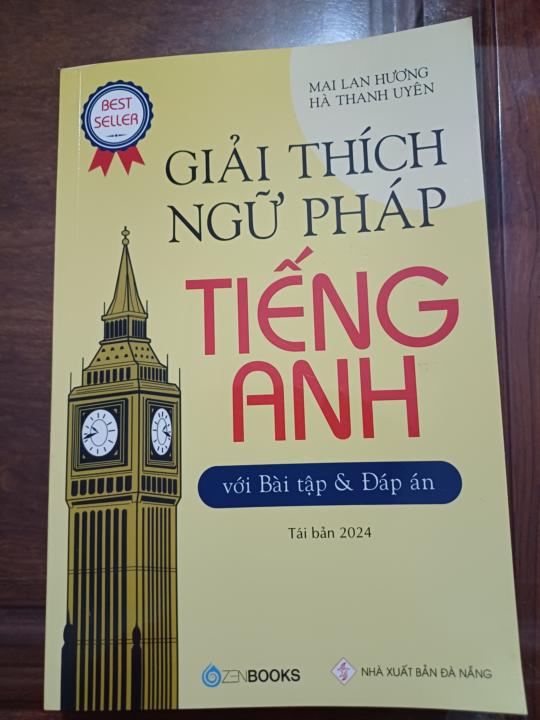 MAI LAN HƯƠNG
HÀ THANH UYÊN
BEST
SELLER
GIẢI THÍCH
NGỮ PHÁP
TIẾNG
ANH
với Bài tập & Đáp án
Tái bản 2024
ZENBOOKS
NHÀ XUẤT BẢN ĐÀ NẴNG